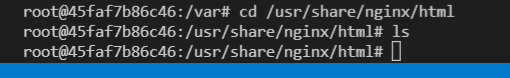 root@45faf7b86c46:/var# cd /usr/share/nginx/html
root@45faf7b86c46:/usr/share/nginx/html# ls
root@45faf7b86c46:/usr/share/nginx/html#